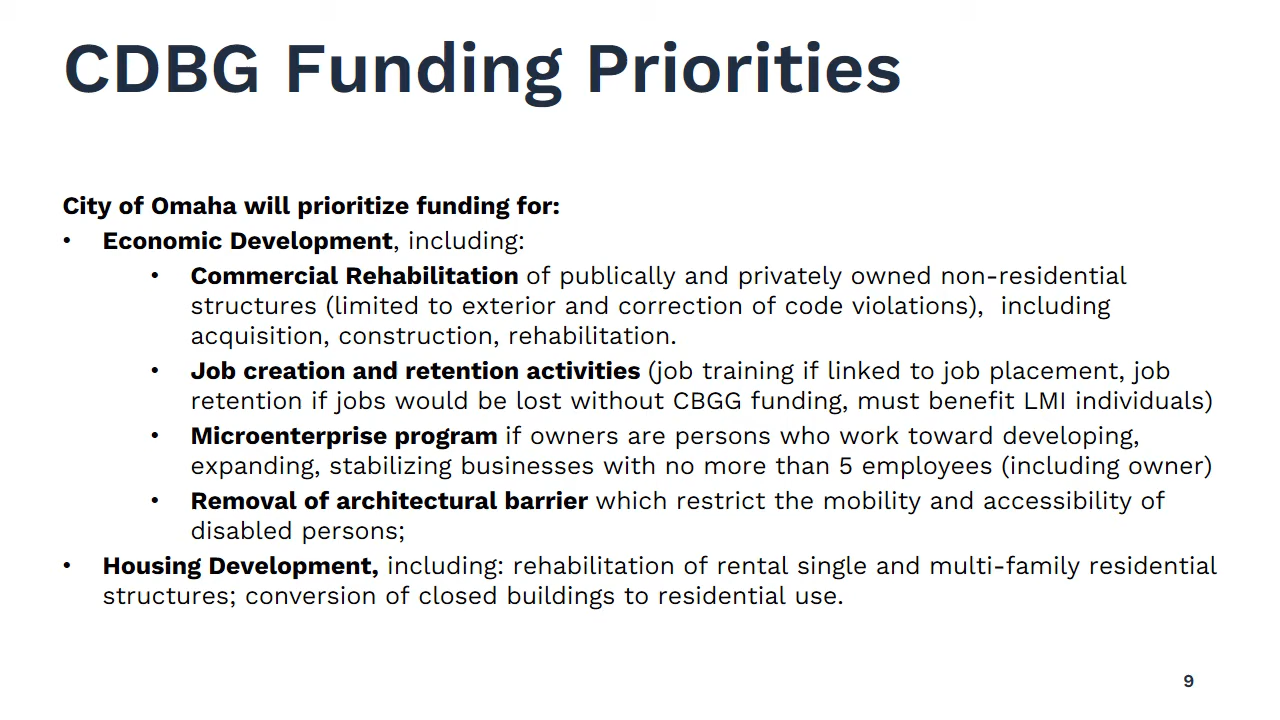 CDBG Funding Priorities
City of Omaha will prioritize funding for:
• Economic Development, including:
• Commercial Rehabilitation of publically and privately owned non-residential
structures (limited to exterior and correction of code violations),  including
acquisition, construction, rehabilitation.
• Job creation and retention activities (job training if linked to job placement, job
retention if jobs would be lost without CBGG funding, must benefit LMI individuals)
• Microenterprise program if owners are persons who work toward developing,
expanding, stabilizing businesses with no more than 5 employees (including owner)
• Removal of architectural barrier which restrict the mobility and accessibility of
disabled persons;
• Housing Development, including: rehabilitation of rental single and multi-family residential
structures; conversion of closed buildings to residential use.
9